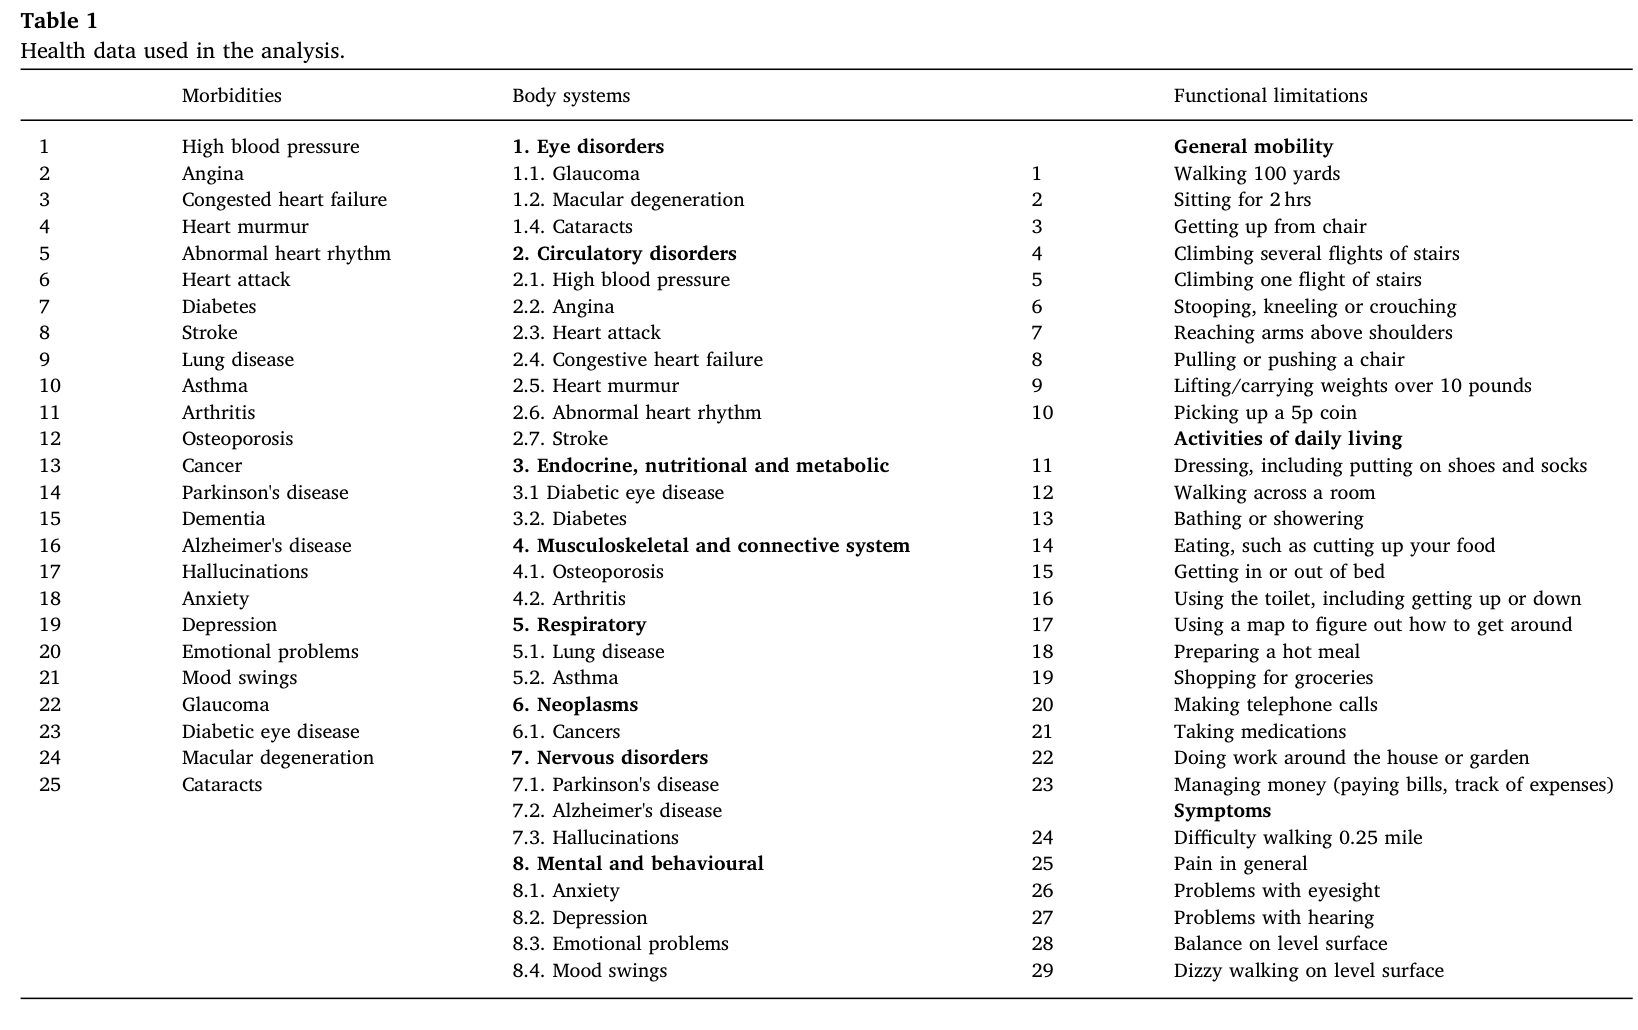 Table 1
Health data used in the analysis.
Morbidities Body systems Functional limitations
1 High blood pressure 1. Eye disorders General mobility
2 Angina 1.1. Glaucoma 1 Walking 100 yards
3 Congested heart failure 1.2. Macular degeneration 2 Sitting for 2 hrs
4 Heart murmur 1.4. Cataracts 3 Getting up from chair
5 Abnormal heart rhythm 2. Circulatory disorders 4 Climbing several flights of stairs
6 Heart attack 2.1. High blood pressure 5 Climbing one flight of stairs
7 Diabetes 2.2. Angina 6 Stooping, kneeling or crouching
8 Stroke 2.3. Heart attack 7 Reaching arms above shoulders
9 Lung disease 2.4. Congestive heart failure 8 Pulling or pushing a chair
10 Asthma 2.5. Heart murmur 9 Lifting/carrying weights over 10 pounds
11 Arthritis 2.6. Abnormal heart rhythm 10 Picking up a 5p coin
12 Osteoporosis 2.7. Stroke Activities of daily living
13 Cancer 3. Endocrine, nutritional and metabolic 11 Dressing, including putting on shoes and socks
14 Parkinson's disease 3.1 Diabetic eye disease 12 Walking across a room
15 Dementia 3.2. Diabetes 13 Bathing or showering
16 Alzheimer's disease 4. Musculoskeletal and connective system 14 Eating, such as cutting up your food
17 Hallucinations 4.1. Osteoporosis 15 Getting in or out of bed
18 Anxiety 4.2. Arthritis 16 Using the toilet, including getting up or down
19 Depression 5. Respiratory 17 Using a map to figure out how to get around
20 Emotional problems 5.1. Lung disease 18 Preparing a hot meal
21 Mood swings 5.2. Asthma 19 Shopping for groceries
22 Glaucoma 6. Neoplasms 20 Making telephone calls
23 Diabetic eye disease 6.1. Cancers 21 Taking medications
24 Macular degeneration 7. Nervous disorders 22 Doing work around the house or garden
25 Cataracts 7.1. Parkinson's disease 23 Managing money (paying bills, track of expenses)
7.2. Alzheimer's disease Symptoms
7.3. Hallucinations 24 Difficulty walking 0.25 mile
8. Mental and behavioural 25 Pain in general
8.1. Anxiety 26 Problems with eyesight
8.2. Depression 27 Problems with hearing
8.3. Emotional problems 28 Balance on level surface
8.4. Mood swings 29 Dizzy walking on level surface